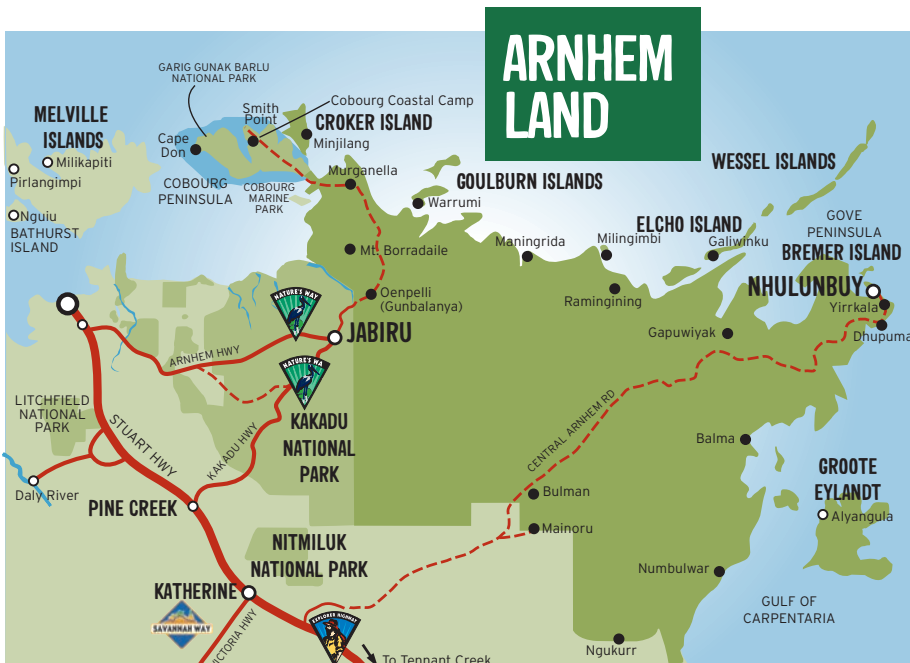 ARNHEM
LAND
GARIG GUNAK BARLU
NATIONAL PARK
Smith
Point
Cobourg Coastal Camp
CROKER ISLAND
Minjilang
MELVILLE
ISLANDS
Milikapiti
Pirlangimpi
Nguiu
BATHURST
ISLAND
Cape
Don
COBOURG
PENINSULA
COBOURG
MARINE
PARK
Murganella
GOULBURN ISLANDS
Warrumi
WESSEL ISLANDS
ELCHO ISLAND
Galiwinku
GOVE
PENINSULA
BREMER ISLAND
NHULUNBUY
Yirrkala
Dhupuma
Maningrida
Milingimbi
Ramingining
Gapuwiyak
Mt. Borradaile
Oenpelli
(Gunbalanya)
NATURE'S WAY
JABIRU
ARNHEM HWY
NATURE'S WA
KAKADU
NATIONAL
PARK
LITCHFIELD
NATIONAL
PARK
STUART HWY
KAKADU HWY
CENTRAL ARNHEM RD
Daly River
PINE CREEK
Balma
GROOTE
EYLANDT
Alyangula
Bulman
Mainoru
NITMILUK
NATIONAL PARK
KATHERINE
SAVANNAH WAY
VICTORIA HWY
EXPLORER HIGHWAY
Numbulwar
GULF OF
CARPENTARIA
Ngukurr
To Tennant Creek